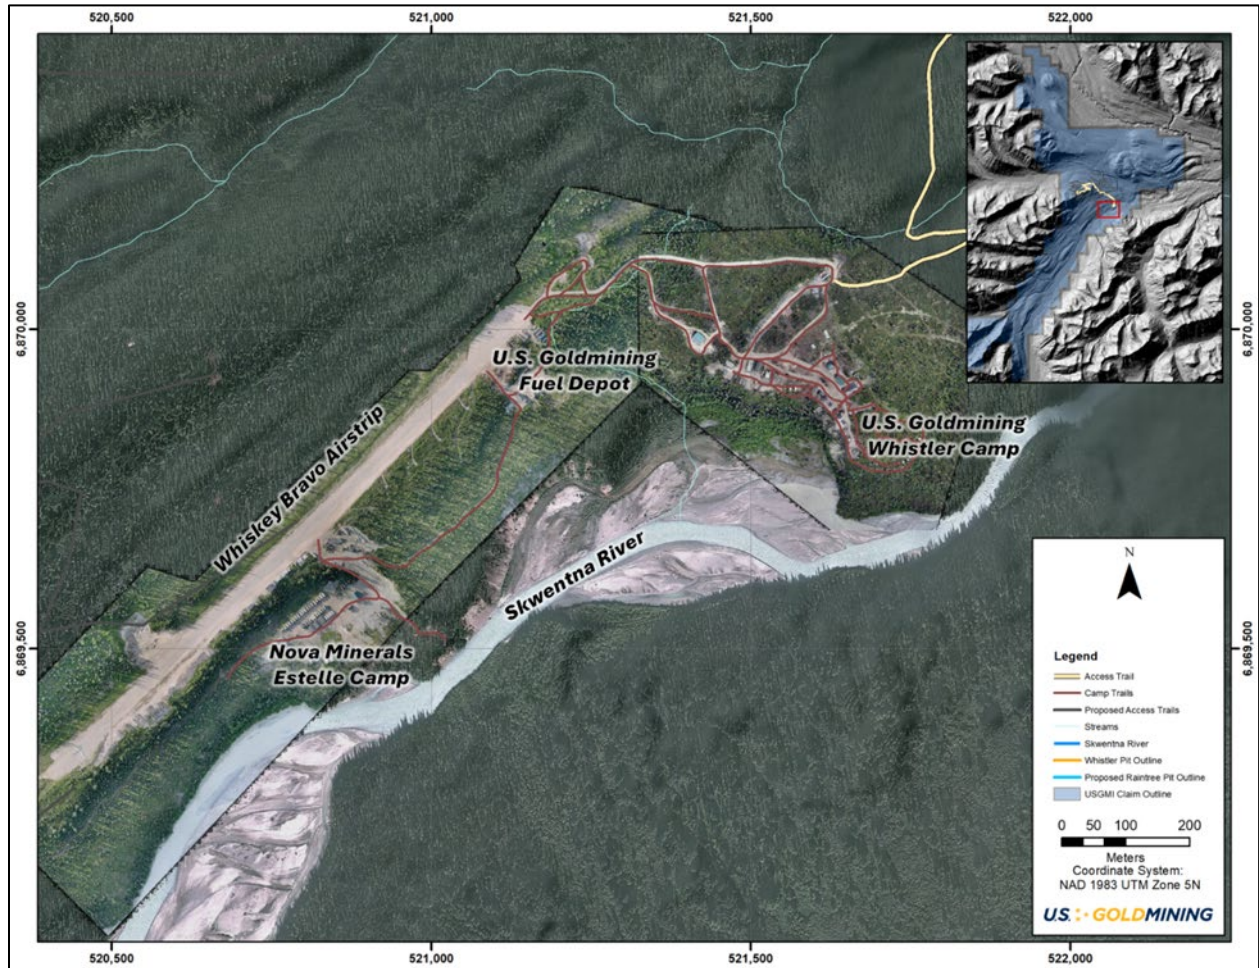 520,500
521,000
521,500
522,000
6,870,000
6,870,000
U.S. Goldmining
Fuel Depot
Whiskey Bravo Airstrip
U.S. Goldmining
Whistler Camp
Skwentna River
Nova Minerals
Estelle Camp
6,869,500
6,869,500
N
Legend
Access Trail
Camp Trails
Proposed Access Trails
Streams
Skwentna River
Whistler Pit Outline
Proposed Raintree Pit Outline
USGMI Claim Outline
0 50 100 200
Meters
Coordinate System:
NAD 1983 UTM Zone 5N
U.S. GOLDMINING
520,500
521,000
521,500
522,000